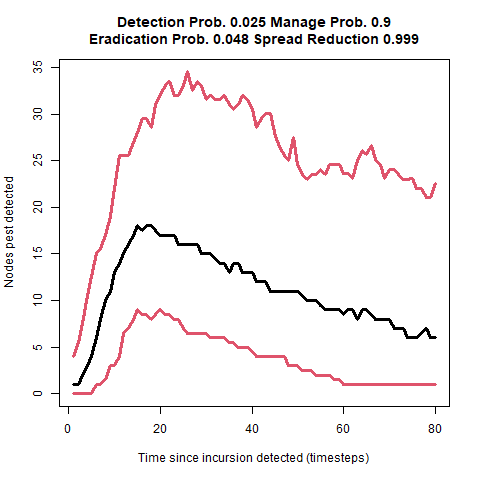 Detection Prob. 0.025 Manage Prob. 0.9
Eradication Prob. 0.048 Spread Reduction 0.999
Nodes pest detected
35
30
25
20
15
10
5
0
0 20 40 60 80
Time since incursion detected (timesteps)